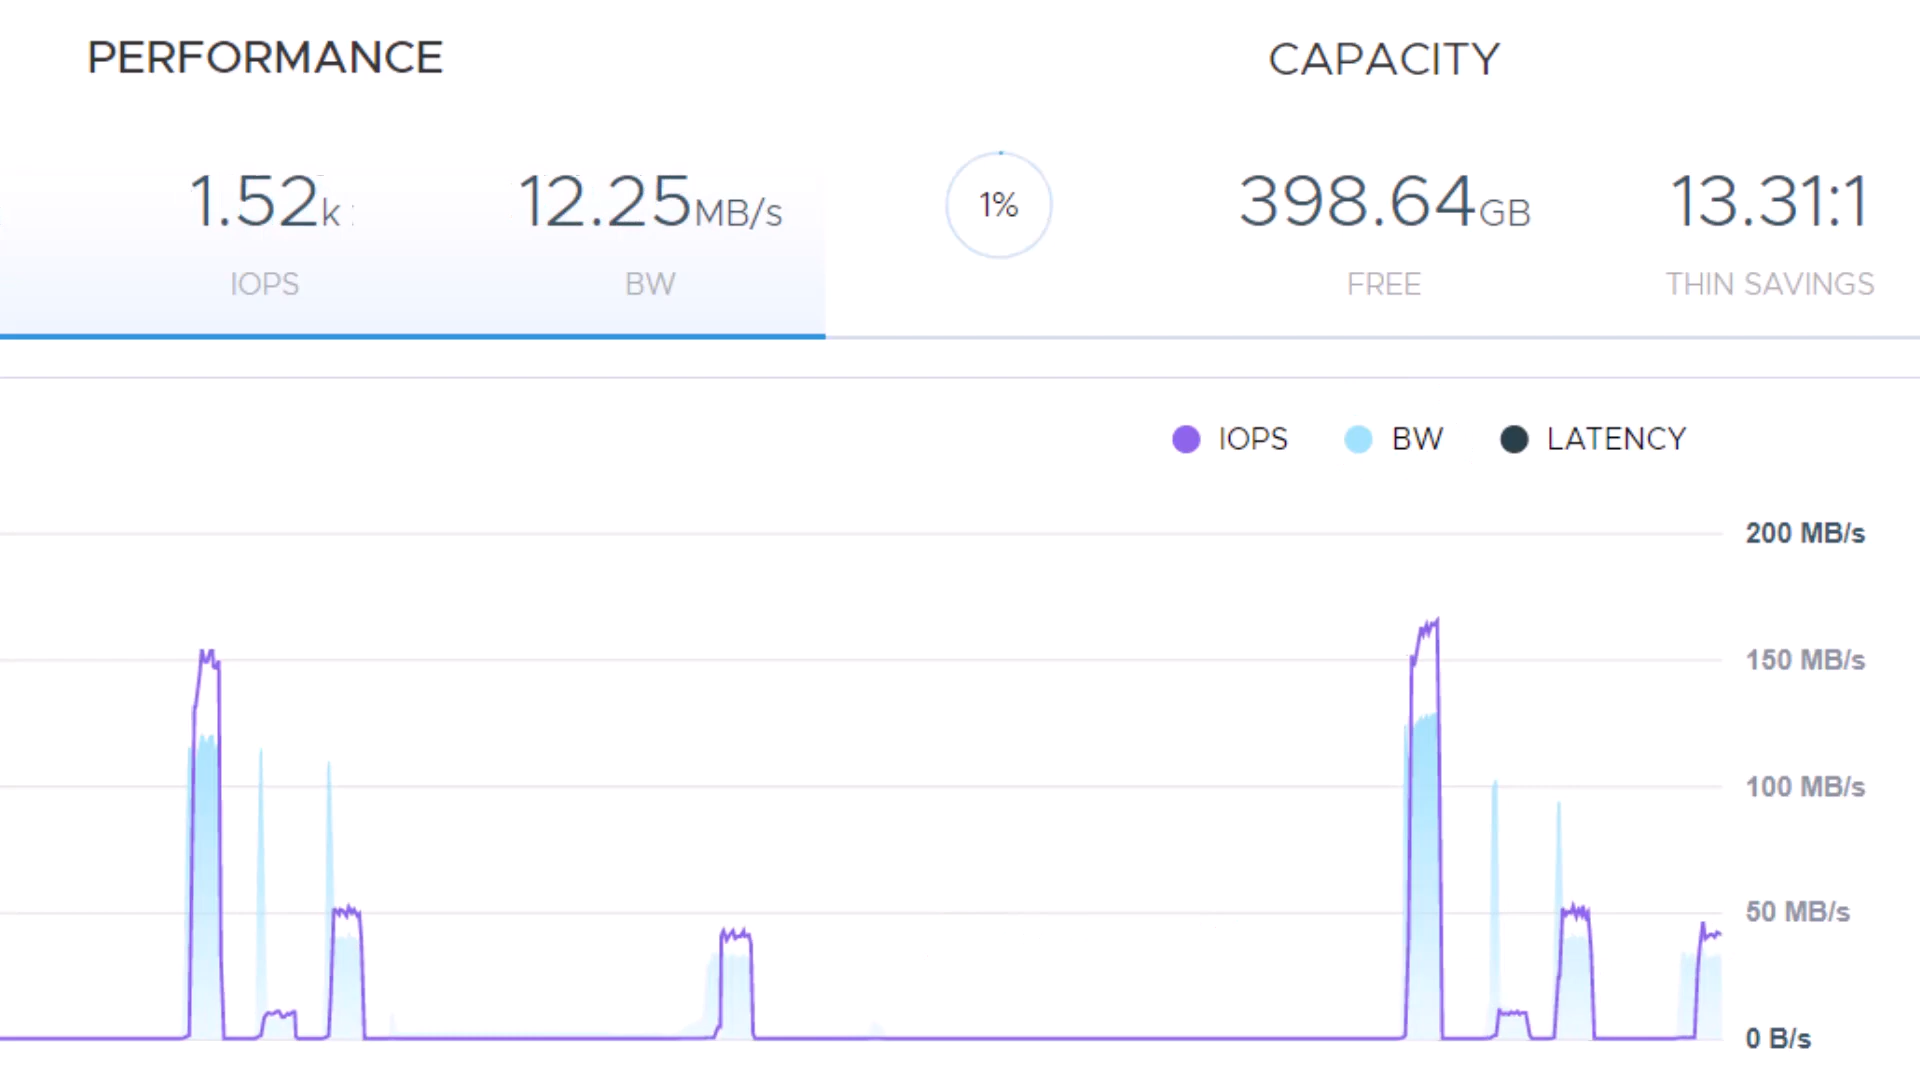 PERFORMANCE
CAPACITY
1.52k
12.25MB/s
1%
398.64GB
13.31:1
IOPS
BW
FREE
THIN SAVINGS
IOPS
BW
LATENCY
200 MB/s
150 MB/s
100 MB/s
50 MB/s
0 B/s